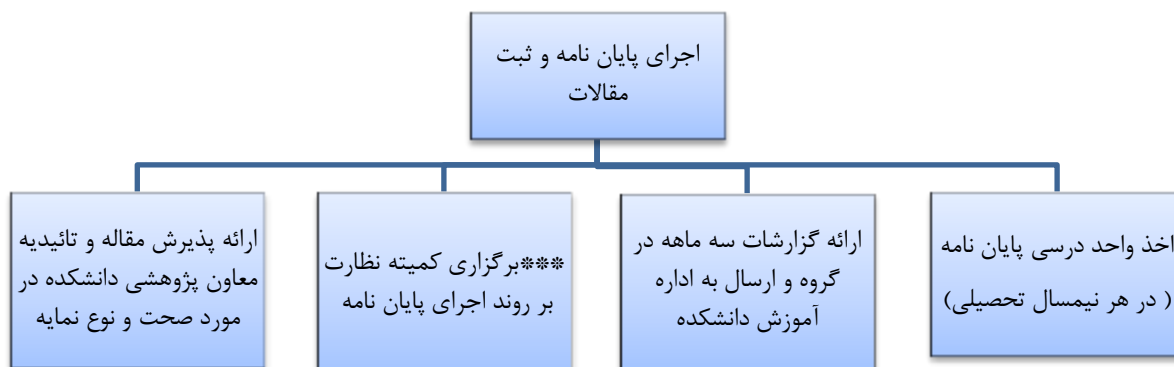 اجرای پایان نامه و ثبت
مقالات
اخذ واحد درسی پایان نامه
( در هر نیمسال تحصیلی)
ارائه گزارشات سه ماهه در
گروه و ارسال به اداره
آموزش دانشکده
***برگزاری کمیته نظارت
بر روند اجرای پایان نامه
ارائه پذیرش مقاله و تائیدیه
معاون پژوهشی دانشکده در
مورد صحت و نوع نمایه